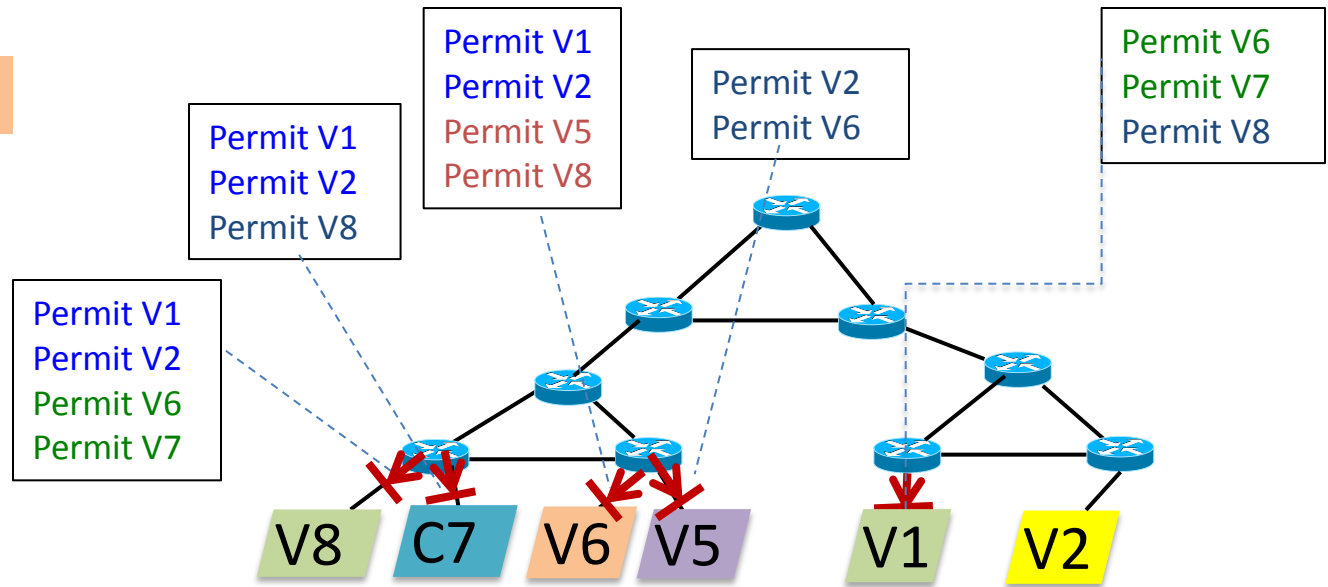 Permit V1
Permit V2
Permit V5
Permit V8
Permit V2
Permit V6
Permit V6
Permit V7
Permit V8
Permit V1
Permit V2
Permit V8
Permit V1
Permit V2
Permit V6
Permit V7
V8
C7
V6
V5
V1
V2